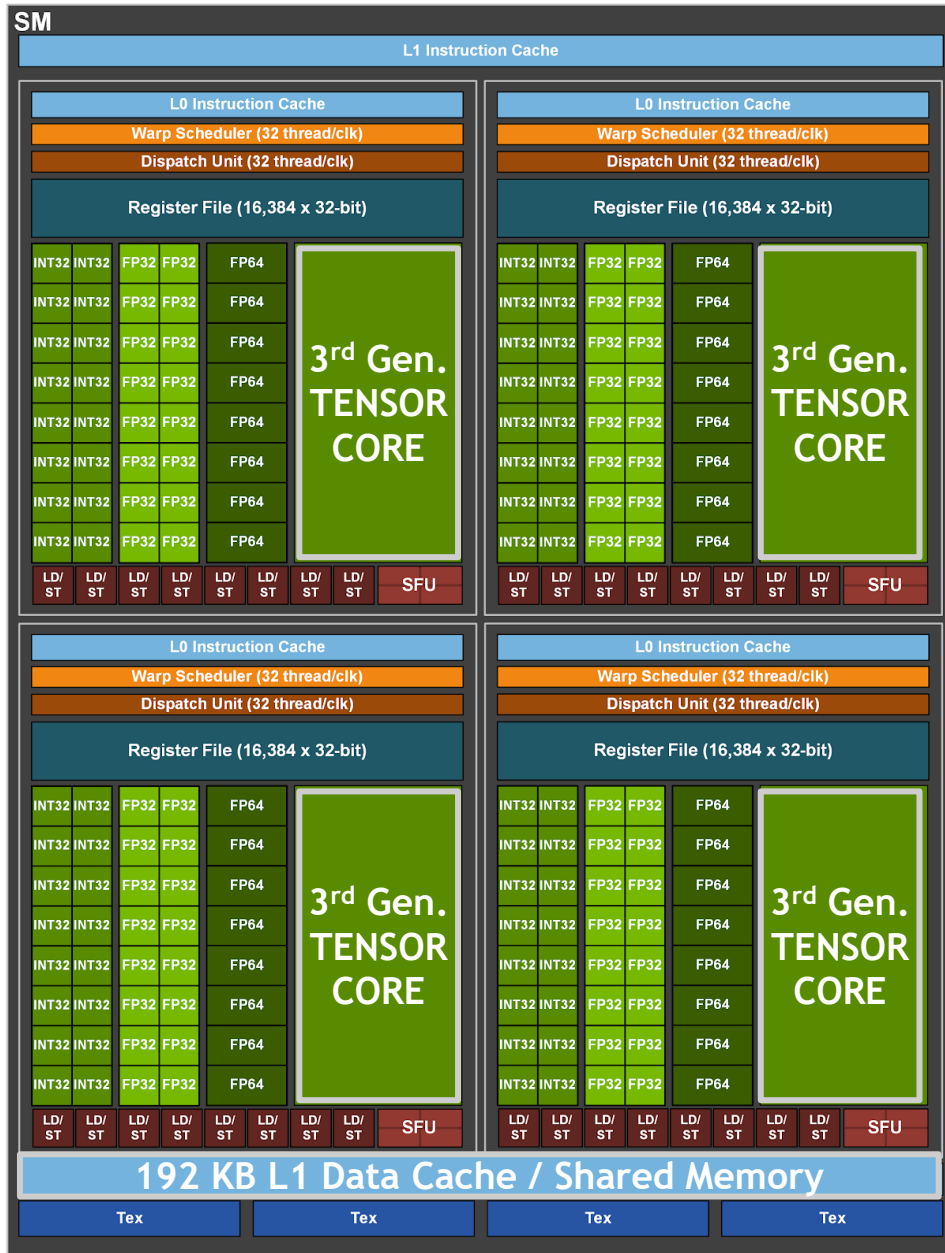 SM
L1 Instruction Cache
L0 Instruction Cache
Warp Scheduler (32 thread/clk)
Dispatch Unit (32 thread/clk)
Register File (16,384 x 32-bit)
INT32 INT32 FP32 FP32 FP64
INT32 INT32 FP32 FP32 FP64
INT32 INT32 FP32 FP32 FP64
INT32 INT32 FP32 FP32 FP64
INT32 INT32 FP32 FP32 FP64
INT32 INT32 FP32 FP32 FP64
INT32 INT32 FP32 FP32 FP64
INT32 INT32 FP32 FP32 FP64
3rd Gen.
TENSOR
CORE
LD/ LD/ LD/ LD/ LD/ LD/ LD/ LD/
ST ST ST ST ST ST ST ST
SFU
L0 Instruction Cache
Warp Scheduler (32 thread/clk)
Dispatch Unit (32 thread/clk)
Register File (16,384 x 32-bit)
INT32 INT32 FP32 FP32 FP64
INT32 INT32 FP32 FP32 FP64
INT32 INT32 FP32 FP32 FP64
INT32 INT32 FP32 FP32 FP64
INT32 INT32 FP32 FP32 FP64
INT32 INT32 FP32 FP32 FP64
INT32 INT32 FP32 FP32 FP64
INT32 INT32 FP32 FP32 FP64
3rd Gen.
TENSOR
CORE
LD/ LD/ LD/ LD/ LD/ LD/ LD/ LD/
ST ST ST ST ST ST ST ST
SFU
L0 Instruction Cache
Warp Scheduler (32 thread/clk)
Dispatch Unit (32 thread/clk)
Register File (16,384 x 32-bit)
INT32 INT32 FP32 FP32 FP64
INT32 INT32 FP32 FP32 FP64
INT32 INT32 FP32 FP32 FP64
INT32 INT32 FP32 FP32 FP64
INT32 INT32 FP32 FP32 FP64
INT32 INT32 FP32 FP32 FP64
INT32 INT32 FP32 FP32 FP64
INT32 INT32 FP32 FP32 FP64
3rd Gen.
TENSOR
CORE
LD/ LD/ LD/ LD/ LD/ LD/ LD/ LD/
ST ST ST ST ST ST ST ST
SFU
L0 Instruction Cache
Warp Scheduler (32 thread/clk)
Dispatch Unit (32 thread/clk)
Register File (16,384 x 32-bit)
INT32 INT32 FP32 FP32 FP64
INT32 INT32 FP32 FP32 FP64
INT32 INT32 FP32 FP32 FP64
INT32 INT32 FP32 FP32 FP64
INT32 INT32 FP32 FP32 FP64
INT32 INT32 FP32 FP32 FP64
INT32 INT32 FP32 FP32 FP64
INT32 INT32 FP32 FP32 FP64
3rd Gen.
TENSOR
CORE
LD/ LD/ LD/ LD/ LD/ LD/ LD/ LD/
ST ST ST ST ST ST ST ST
SFU
192 KB L1 Data Cache / Shared Memory
Tex Tex Tex Tex